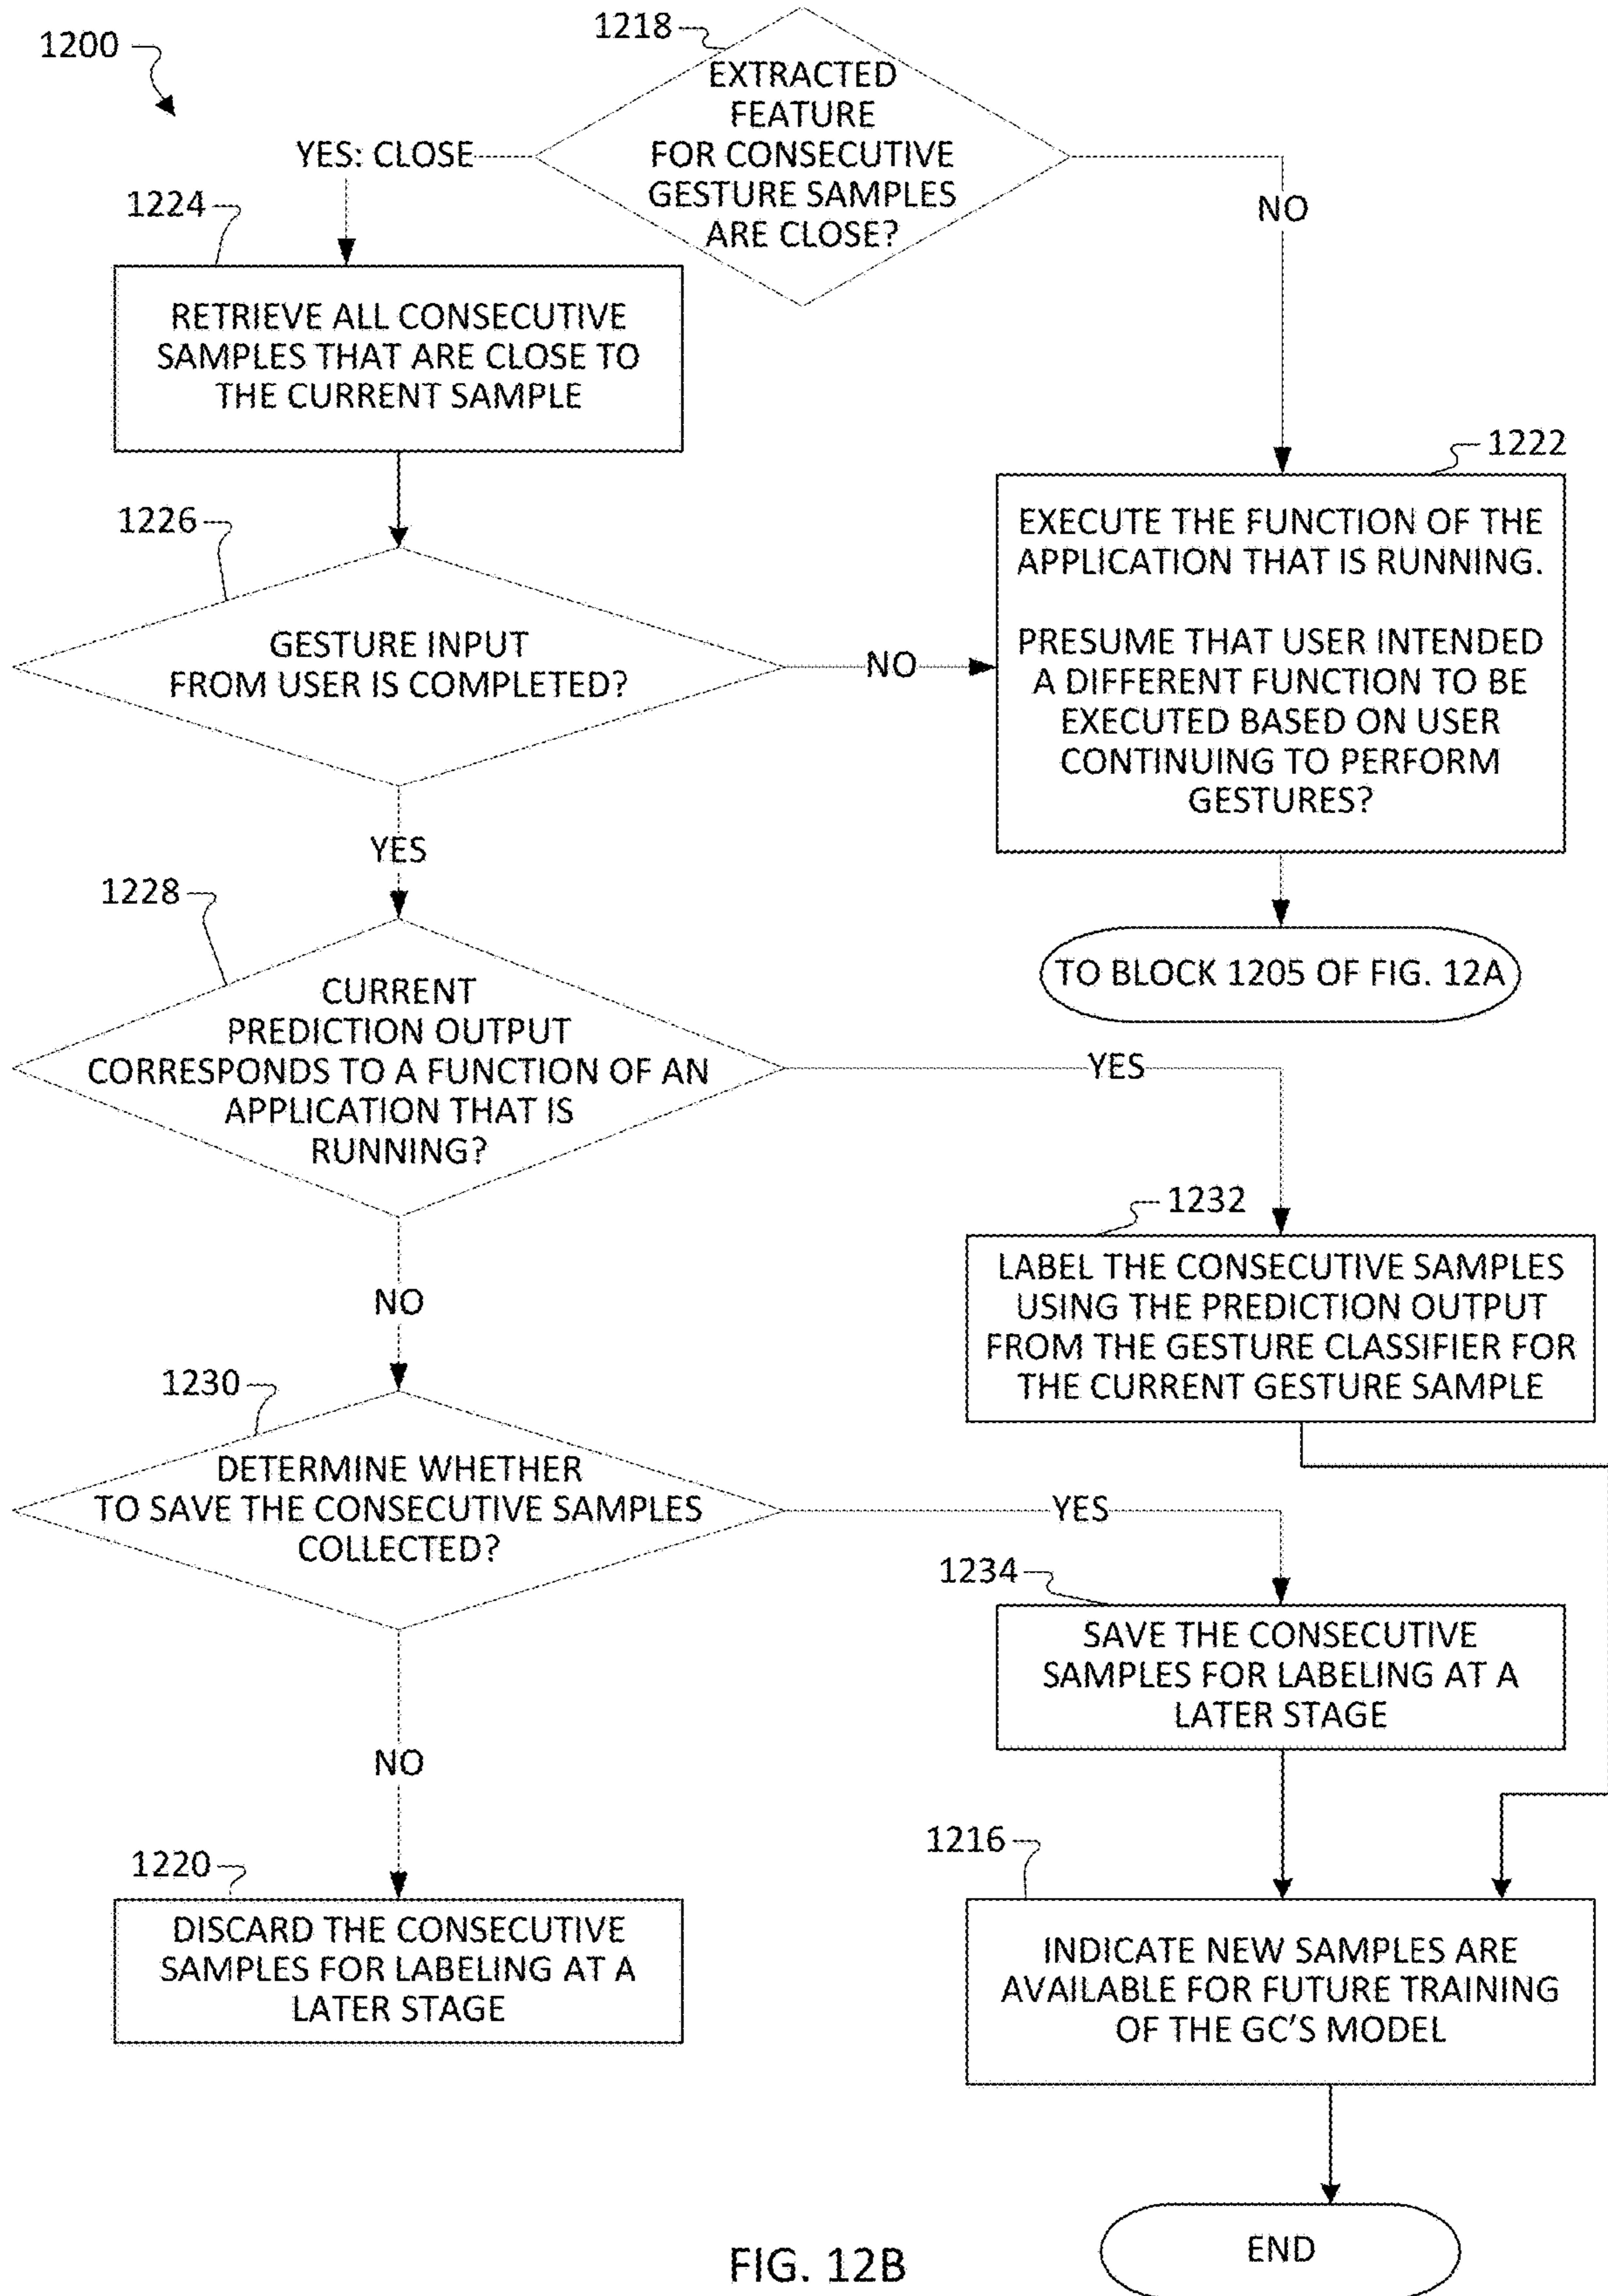 1200
1218
EXTRACTED
FEATURE
FOR CONSECUTIVE
GESTURE SAMPLES
ARE CLOSE?
YES: CLOSE
NO
1224
RETRIEVE ALL CONSECUTIVE
SAMPLES THAT ARE CLOSE TO
THE CURRENT SAMPLE
1222
EXECUTE THE FUNCTION OF THE
APPLICATION THAT IS RUNNING.
PRESUME THAT USER INTENDED
A DIFFERENT FUNCTION TO BE
EXECUTED BASED ON USER
CONTINUING TO PERFORM
GESTURES?
1226
GESTURE INPUT
FROM USER IS COMPLETED?
NO
YES
TO BLOCK 1205 OF FIG. 12A
1228
CURRENT
PREDICTION OUTPUT
CORRESPONDS TO A FUNCTION OF AN
APPLICATION THAT IS
RUNNING?
YES
NO
1232
LABEL THE CONSECUTIVE SAMPLES
USING THE PREDICTION OUTPUT
FROM THE GESTURE CLASSIFIER FOR
THE CURRENT GESTURE SAMPLE
1230
DETERMINE WHETHER
TO SAVE THE CONSECUTIVE SAMPLES
COLLECTED?
YES
NO
1234
SAVE THE CONSECUTIVE
SAMPLES FOR LABELING AT A
LATER STAGE
1220
DISCARD THE CONSECUTIVE
SAMPLES FOR LABELING AT A
LATER STAGE
1216
INDICATE NEW SAMPLES ARE
AVAILABLE FOR FUTURE TRAINING
OF THE GC'S MODEL
END
FIG. 12B